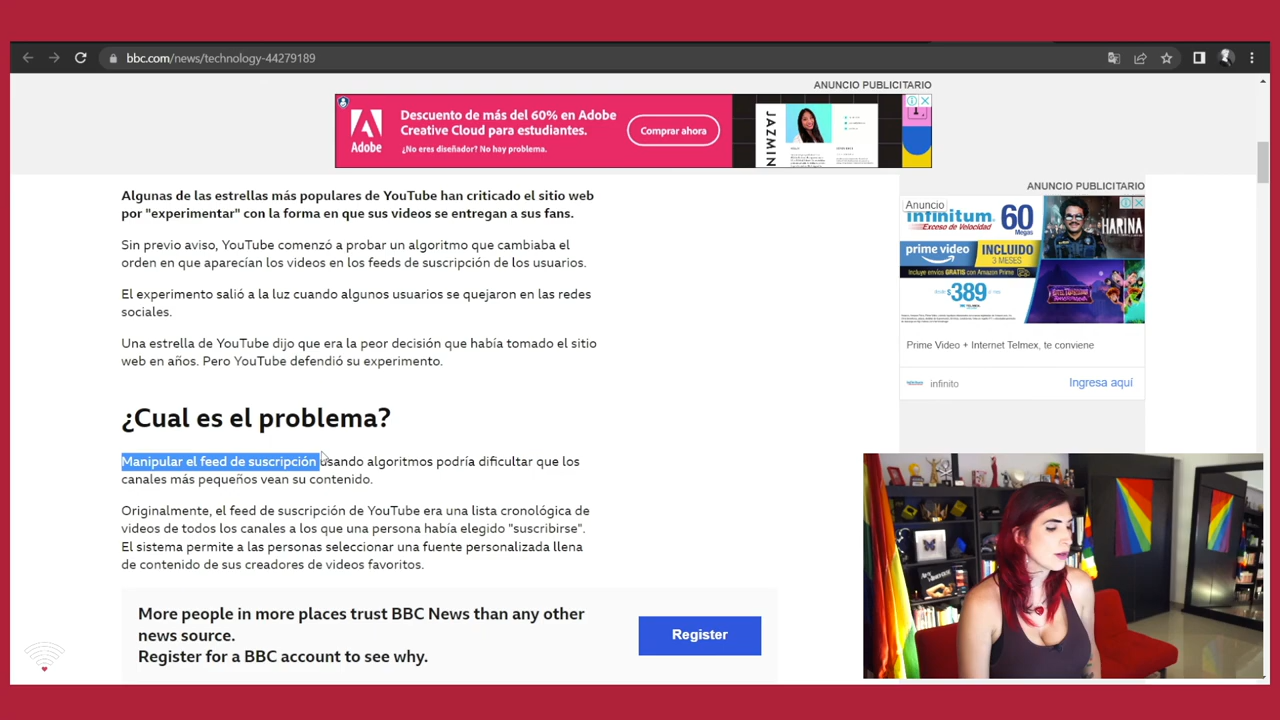 bbc.com/news/technology-44279189
ANUNCIO PUBLICITARIO
Adobe
Descuento de más del 60% en Adobe
Creative Cloud para estudiantes.
¿No eres diseñador? No hay problema.
Comprar ahora
JAZMIN
Algunas de las estrellas más populares de YouTube han criticado el sitio web
por "experimentar" con la forma en que sus videos se entregan a sus fans.
Sin previo aviso, YouTube comenzó a probar un algoritmo que cambiaba el
orden en que aparecían los videos en los feeds de suscripción de los usuarios.
El experimento salió a la luz cuando algunos usuarios se quejaron en las redes
sociales.
Una estrella de YouTube dijo que era la peor decisión que había tomado el sitio
web en años. Pero YouTube defendió su experimento.
¿Cual es el problema?
Manipular el feed de suscripción usando algoritmos podría dificultar que los
canales más pequeños vean su contenido.
Originalmente, el feed de suscripción de YouTube era una lista cronológica de
videos de todos los canales a los que una persona había elegido "suscribirse".
El sistema permite a las personas seleccionar una fuente personalizada llena
de contenido de sus creadores de videos favoritos.
More people in more places trust BBC News than any other
news source.
Register for a BBC account to see why.
Register
ANUNCIO PUBLICITARIO
Anuncio
infinitum
Exceso de Velocidad
60
Megas
HARINA
prime video
INCLUIDO
3 MESES
Incluye envíos GRATIS con Amazon Prime
$389
Prime Video + Internet Telmex, te conviene
infinito
Ingresa aquí